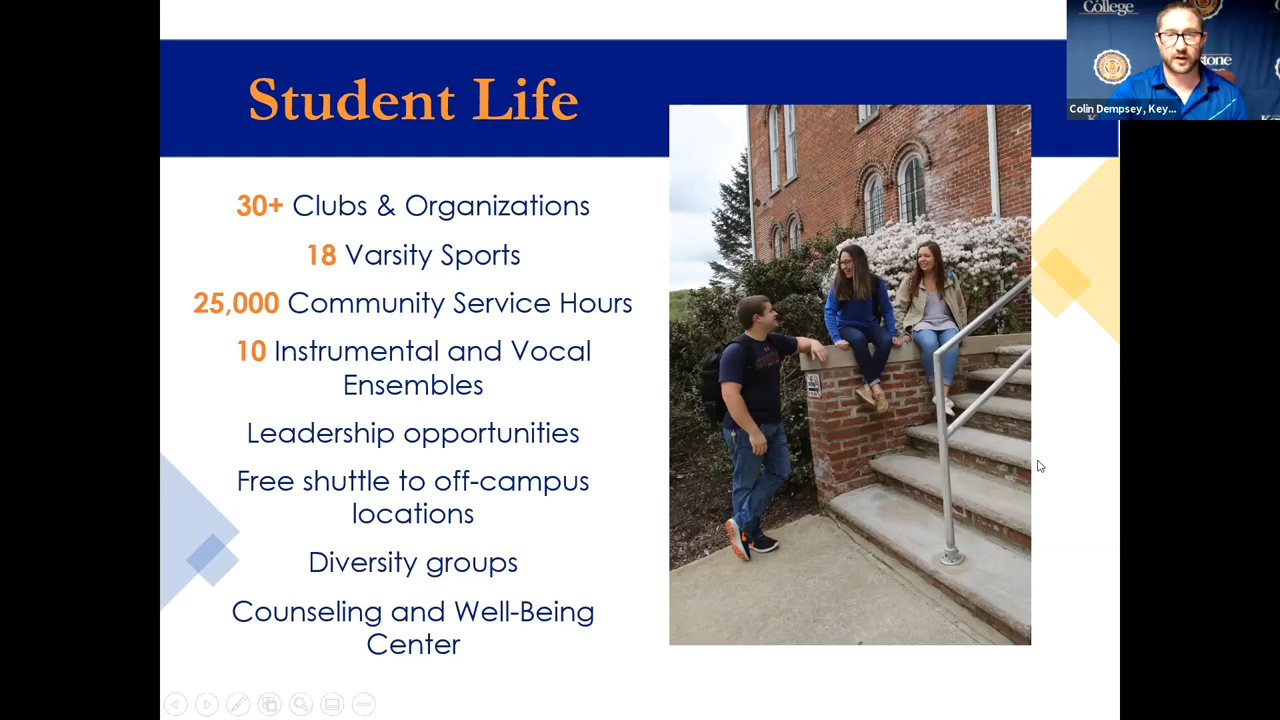 Student Life
30+ Clubs & Organizations
18 Varsity Sports
25,000 Community Service Hours
10 Instrumental and Vocal
Ensembles
Leadership opportunities
Free shuttle to off-campus
locations
Diversity groups
Counseling and Well-Being
Center
College
stone
Colin Dempsey, Key...